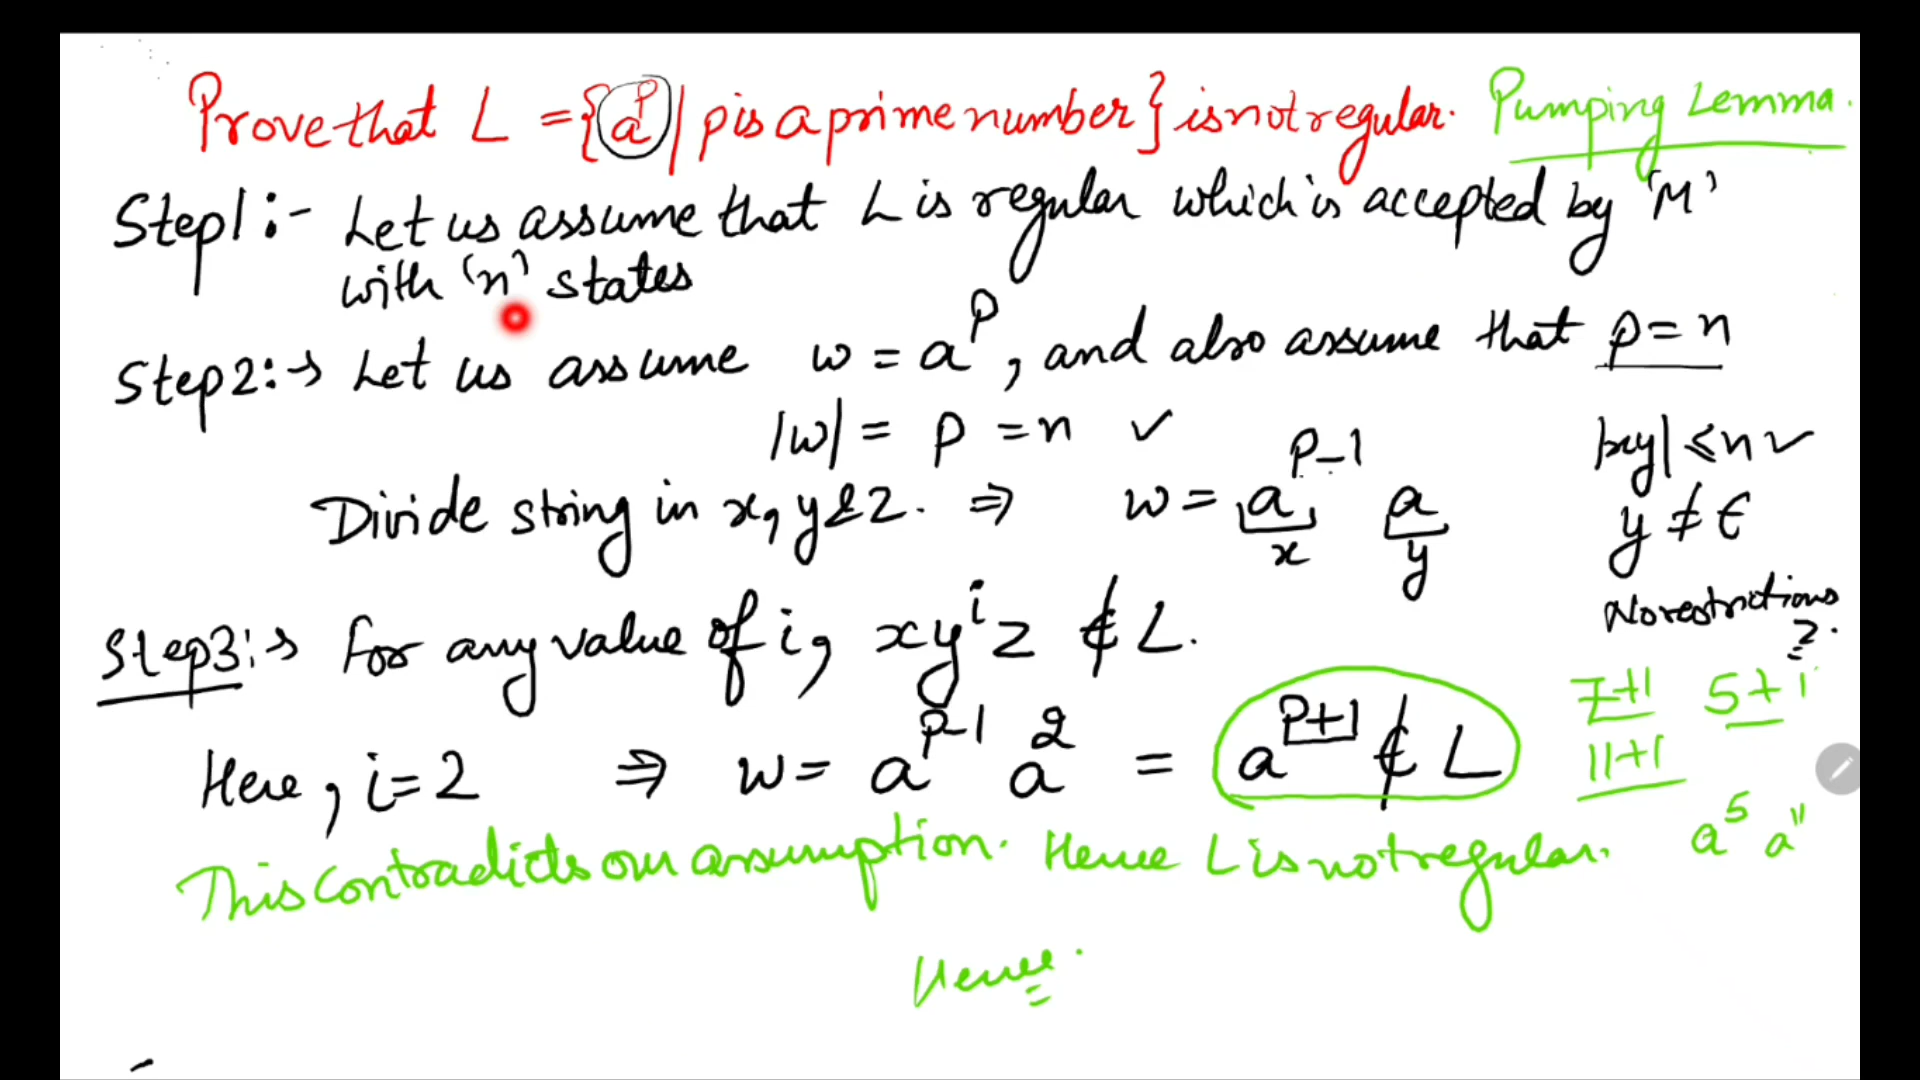 Prove that L = {a^p | p is a prime number} is not regular. Pumping Lemma.
Step1:- Let us assume that L is regular which is accepted by 'M'
with 'n' states
Step2:→ Let us assume w = a^p, and also assume that p = n
|w| = p = n ✓
|xy| ≤ n ✓
Divide string in x, y & z. ⇒ w = a^(p-1) a
x y
y ≠ ϵ
No restrictions
z.
Step3:→ For any value of i, xy^i z ∉ L.
7+1 5+1
Here, i=2 ⇒ w = a^(p-1) a^2 = a^(p+1) ∉ L
11+1
This contradicts our assumption. Hence L is not regular.
a^5 a^11
Hence.